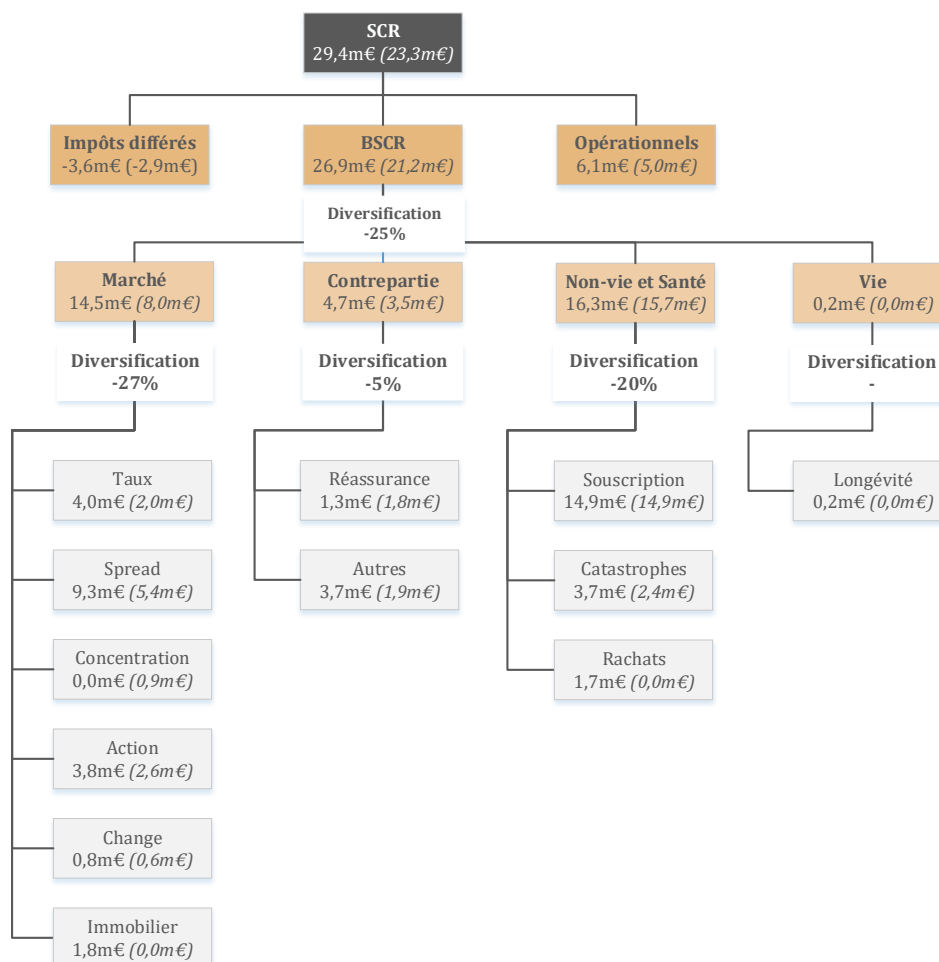 SCR
29,4m€ (23,3m€)
Impôts différés
-3,6m€ (-2,9m€)
BSCR
26,9m€ (21,2m€)
Opérationnels
6,1m€ (5,0m€)
Diversification
-25%
Marché
14,5m€ (8,0m€)
Contrepartie
4,7m€ (3,5m€)
Non-vie et Santé
16,3m€ (15,7m€)
Vie
0,2m€ (0,0m€)
Diversification
-27%
Diversification
-5%
Diversification
-20%
Diversification
-
Taux
4,0m€ (2,0m€)
Réassurance
1,3m€ (1,8m€)
Souscription
14,9m€ (14,9m€)
Longévité
0,2m€ (0,0m€)
Spread
9,3m€ (5,4m€)
Autres
3,7m€ (1,9m€)
Catastrophes
3,7m€ (2,4m€)
Concentration
0,0m€ (0,9m€)
Rachats
1,7m€ (0,0m€)
Action
3,8m€ (2,6m€)
Change
0,8m€ (0,6m€)
Immobilier
1,8m€ (0,0m€)